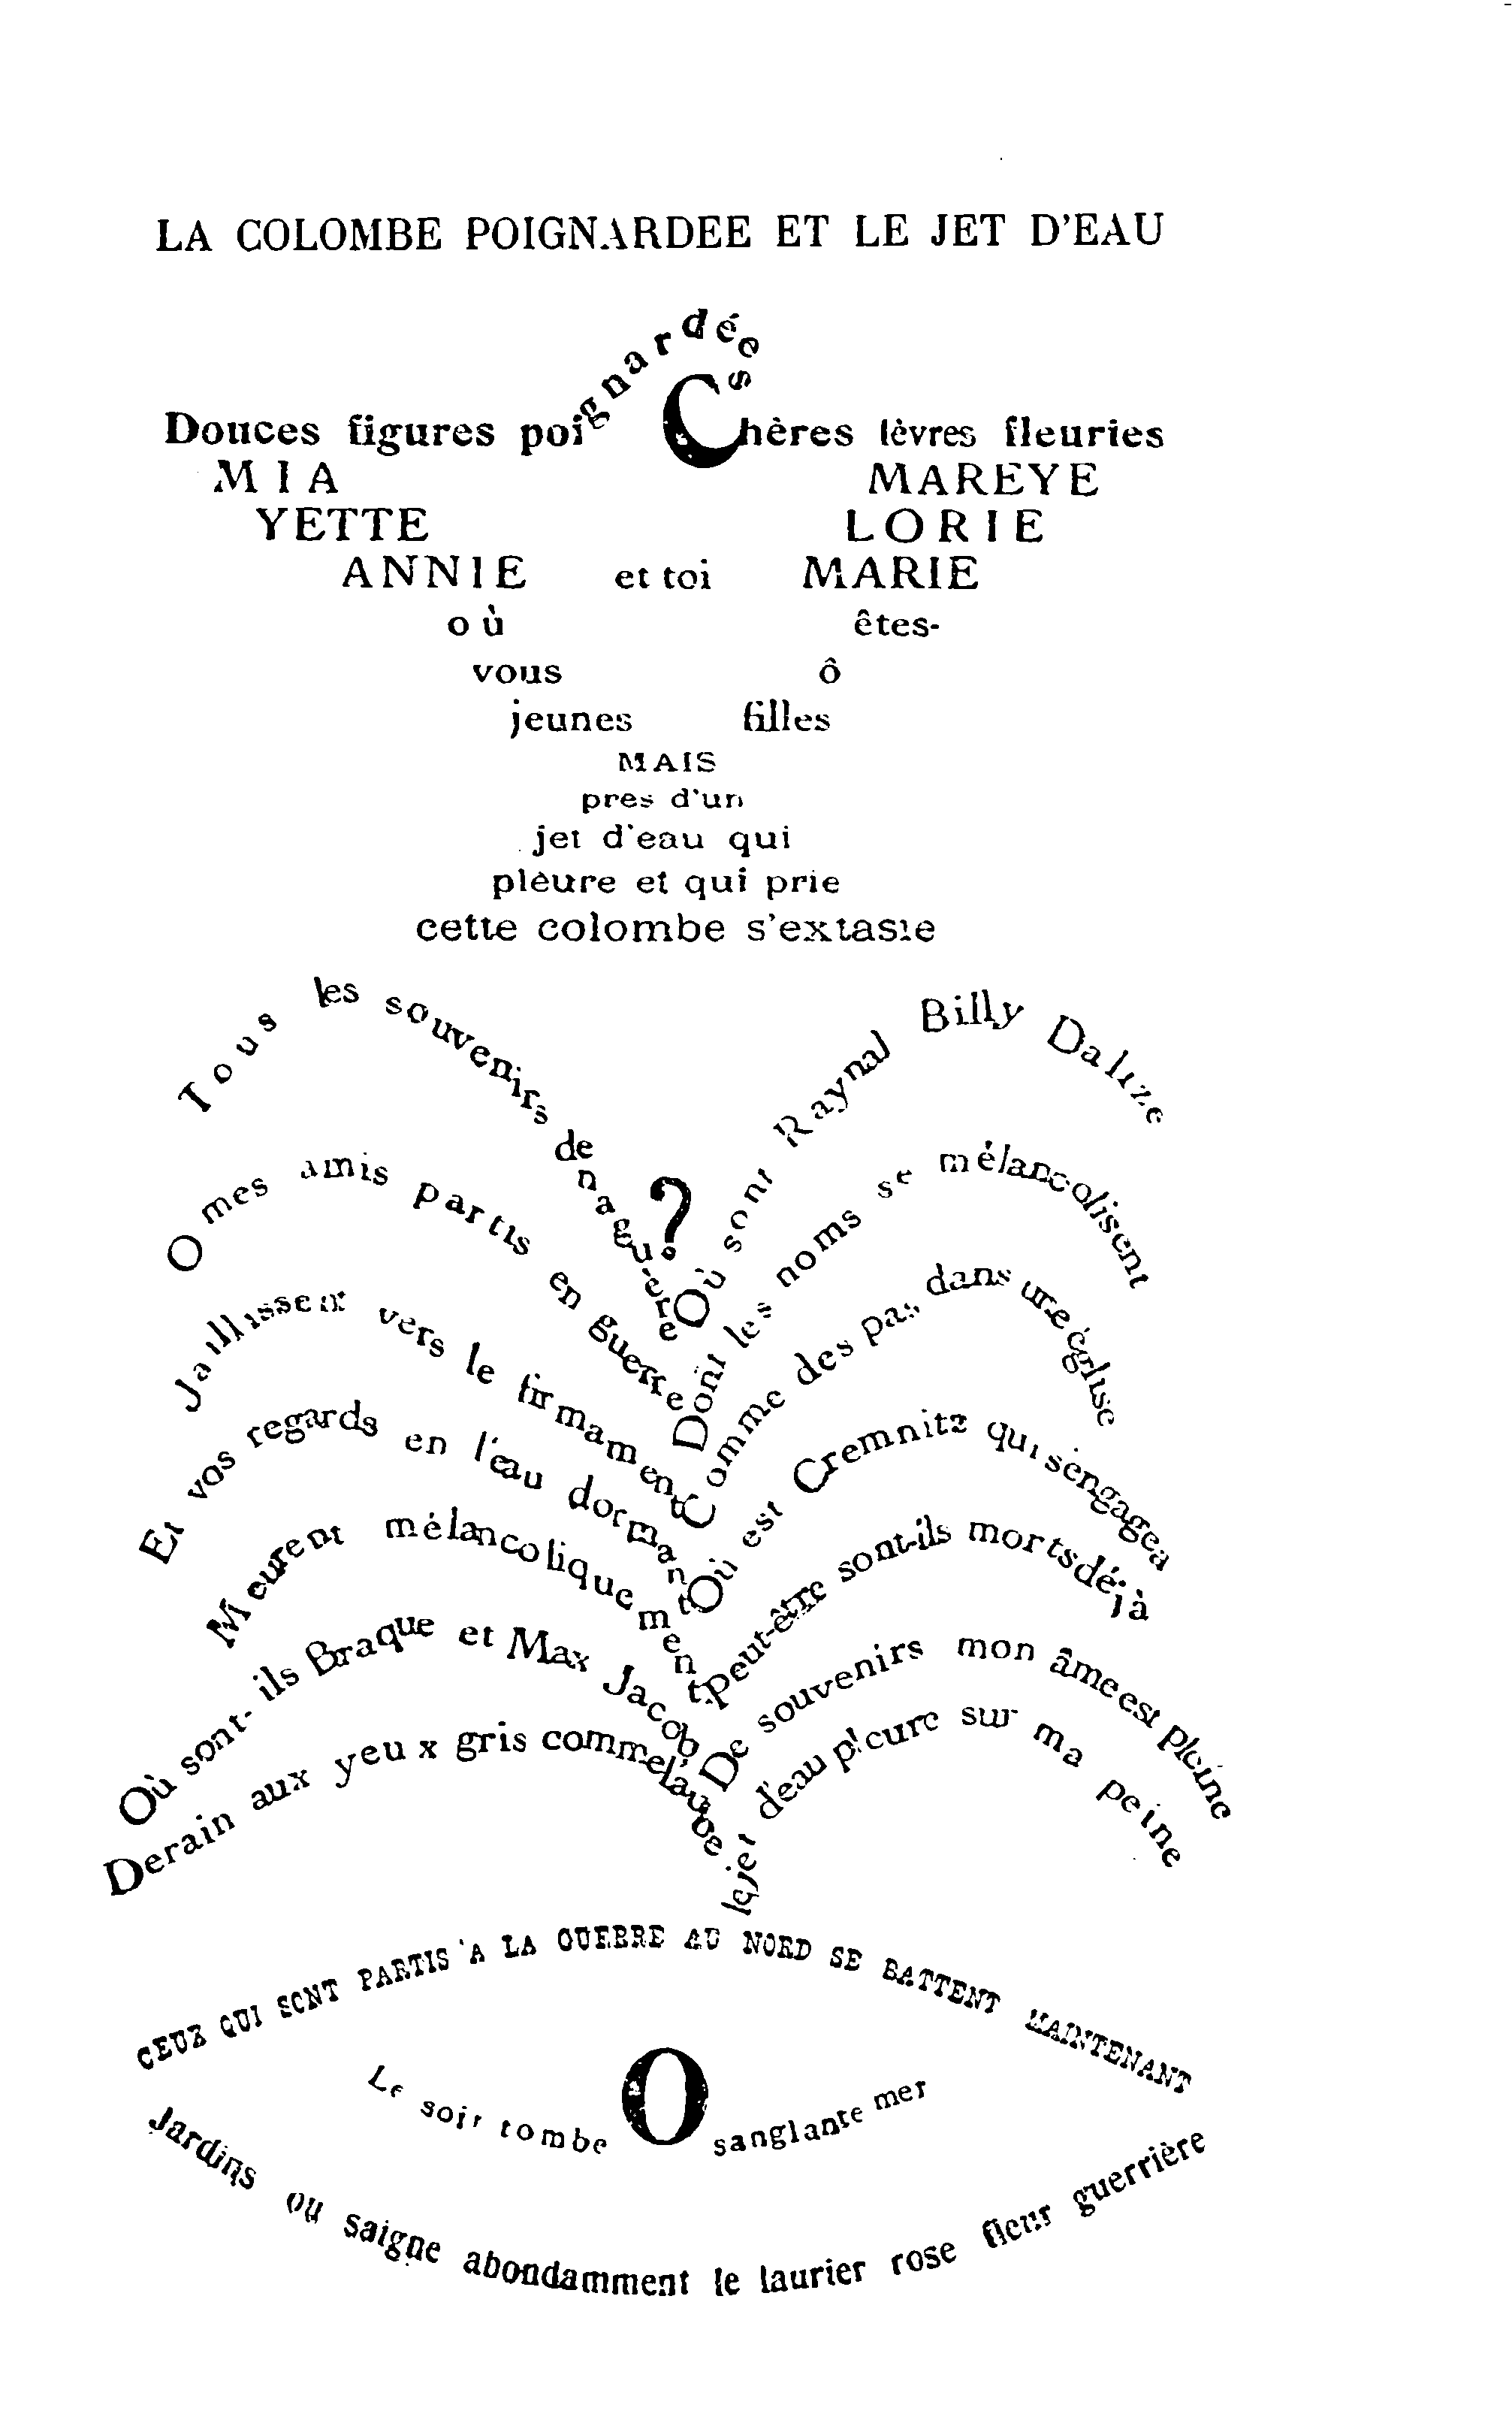 LA COLOMBE POIGNARDEE ET LE JET D'EAU
Douces figures poignardées Chères lèvres fleuries
MIA MAREYE
YETTE LORIE
ANNIE et toi MARIE
où êtes-
vous ô
jeunes filles
MAIS
près d'un
jet d'eau qui
pleure et qui prie
cette colombe s'extasie
Tous les souvenirs de naguère
O mes amis partis en guerre
Jaillissent vers le firmament
Et vos regards en l'eau dormant
Meurent mélancoliquement
Où sont-ils Braque et Max Jacob
Derain aux yeux gris comme l'aube
?
Où sont Raynal Billy Dalize
Dont les noms se mélancolisent
Comme des pas dans une église
Où est Cremnitz qui s'engagea
Peut-être sont-ils morts déjà
De souvenirs mon âme est pleine
Le jet d'eau pleure sur ma peine
CEUX QUI SONT PARTIS A LA GUERRE AU NORD SE BATTENT MAINTENANT
Le soir tombe O sanglante mer
Jardins ou saigne abondamment le laurier rose fleur guerrière